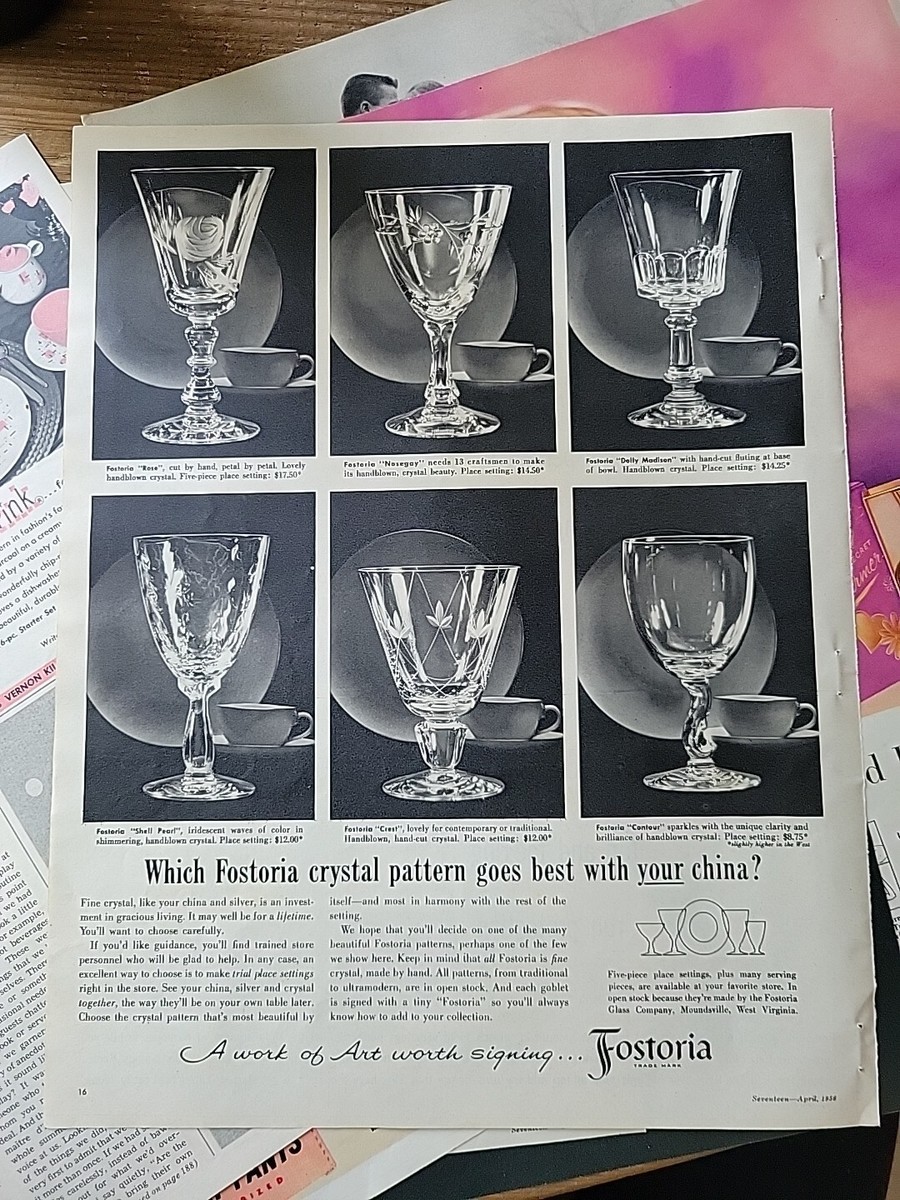 Fostoria "Rose", cut by hand, petal by petal. Lovely
handblown crystal. Five-piece place setting: $17.50*
Fostoria "Nosegay" needs 13 craftsmen to make
its handblown, crystal beauty. Place setting: $14.50*
Fostoria "Dolly Madison" with hand-cut fluting at base
of bowl. Handblown crystal. Place setting: $14.25*
Fostoria "Shell Pearl", iridescent waves of color in
shimmering, handblown crystal. Place setting: $12.00*
Fostoria "Crest", lovely for contemporary or traditional.
Handblown, hand-cut crystal. Place setting: $12.00*
Fostoria "Contour" sparkles with the unique clarity and
brilliance of handblown crystal: Place setting: $8.75*
*slightly higher in the West
Which Fostoria crystal pattern goes best with your china?
Fine crystal, like your china and silver, is an invest-
ment in gracious living. It may well be for a lifetime.
You'll want to choose carefully.
If you'd like guidance, you'll find trained store
personnel who will be glad to help. In any case, an
excellent way to choose is to make trial place settings
right in the store. See your china, silver and crystal
together, the way they'll be on your own table later.
Choose the crystal pattern that's most beautiful by
itself—and most in harmony with the rest of the
setting.
We hope that you'll decide on one of the many
beautiful Fostoria patterns, perhaps one of the few
we show here. Keep in mind that all Fostoria is fine
crystal, made by hand. All patterns, from traditional
to ultramodern, are in open stock. And each goblet
is signed with a tiny "Fostoria" so you'll always
know how to add to your collection.
Five-piece place settings, plus many serving
pieces, are available at your favorite store. In
open stock because they're made by the Fostoria
Glass Company, Moundsville, West Virginia.
A work of Art worth signing... Fostoria
TRADE MARK
16
Seventeen—April, 1956
VERNON KIL
6-pc. Starter Set
PANTS